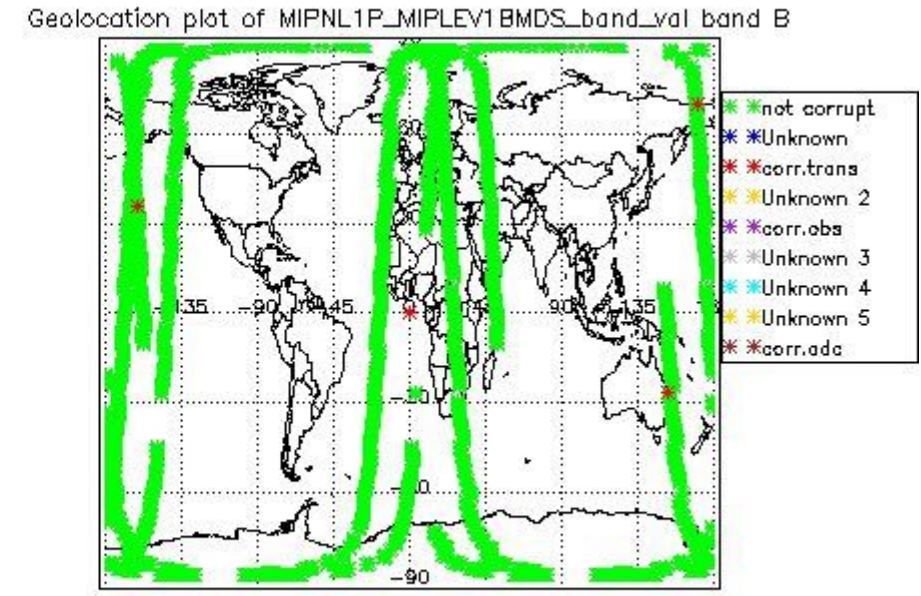 Geolocation plot of MIPNL1P_MIPLEV1BMDS_band_val band B
not corrupt
Unknown
corr.trans
Unknown 2
corr.obs
Unknown 3
Unknown 4
Unknown 5
corr.adc
-135 -90 -45 90 135
-90